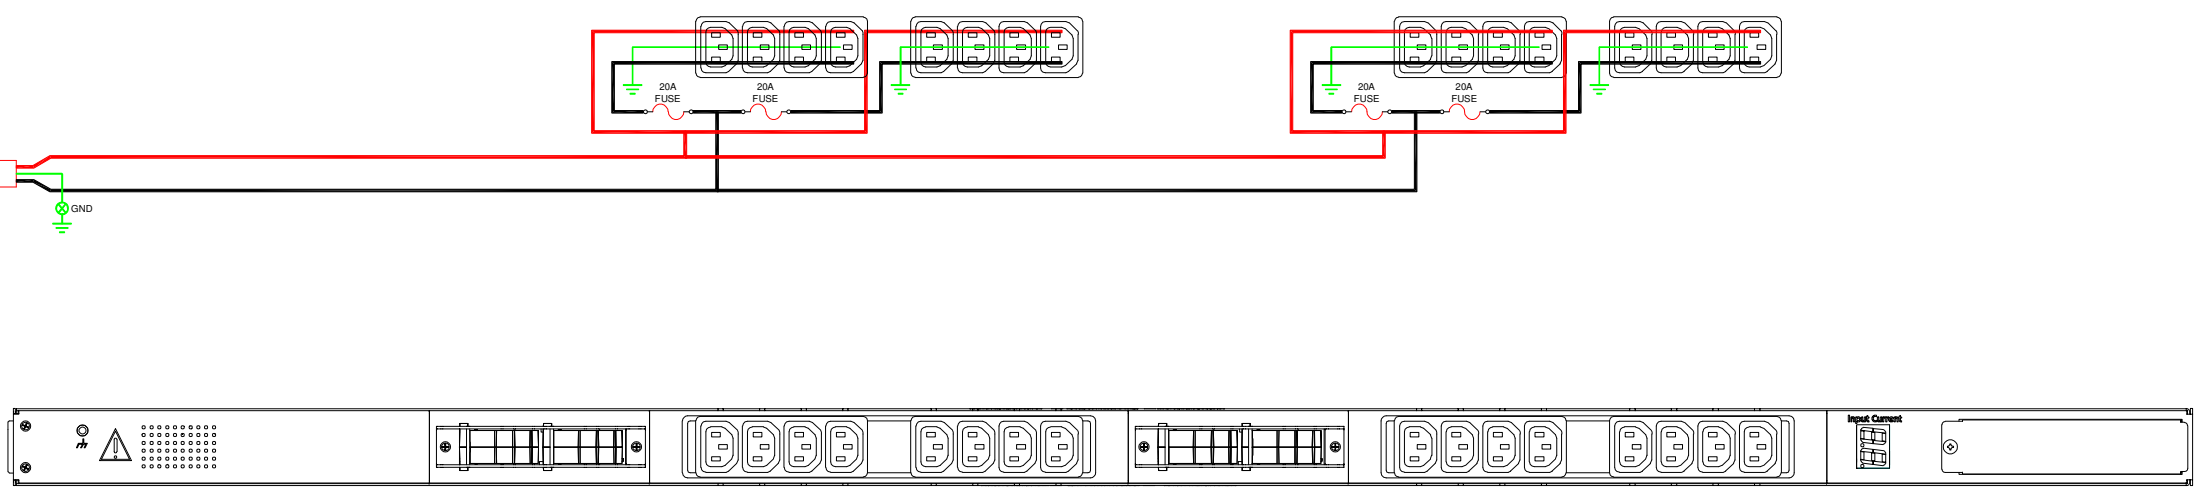 20A
FUSE
20A
FUSE
20A
FUSE
20A
FUSE
GND
Input Current